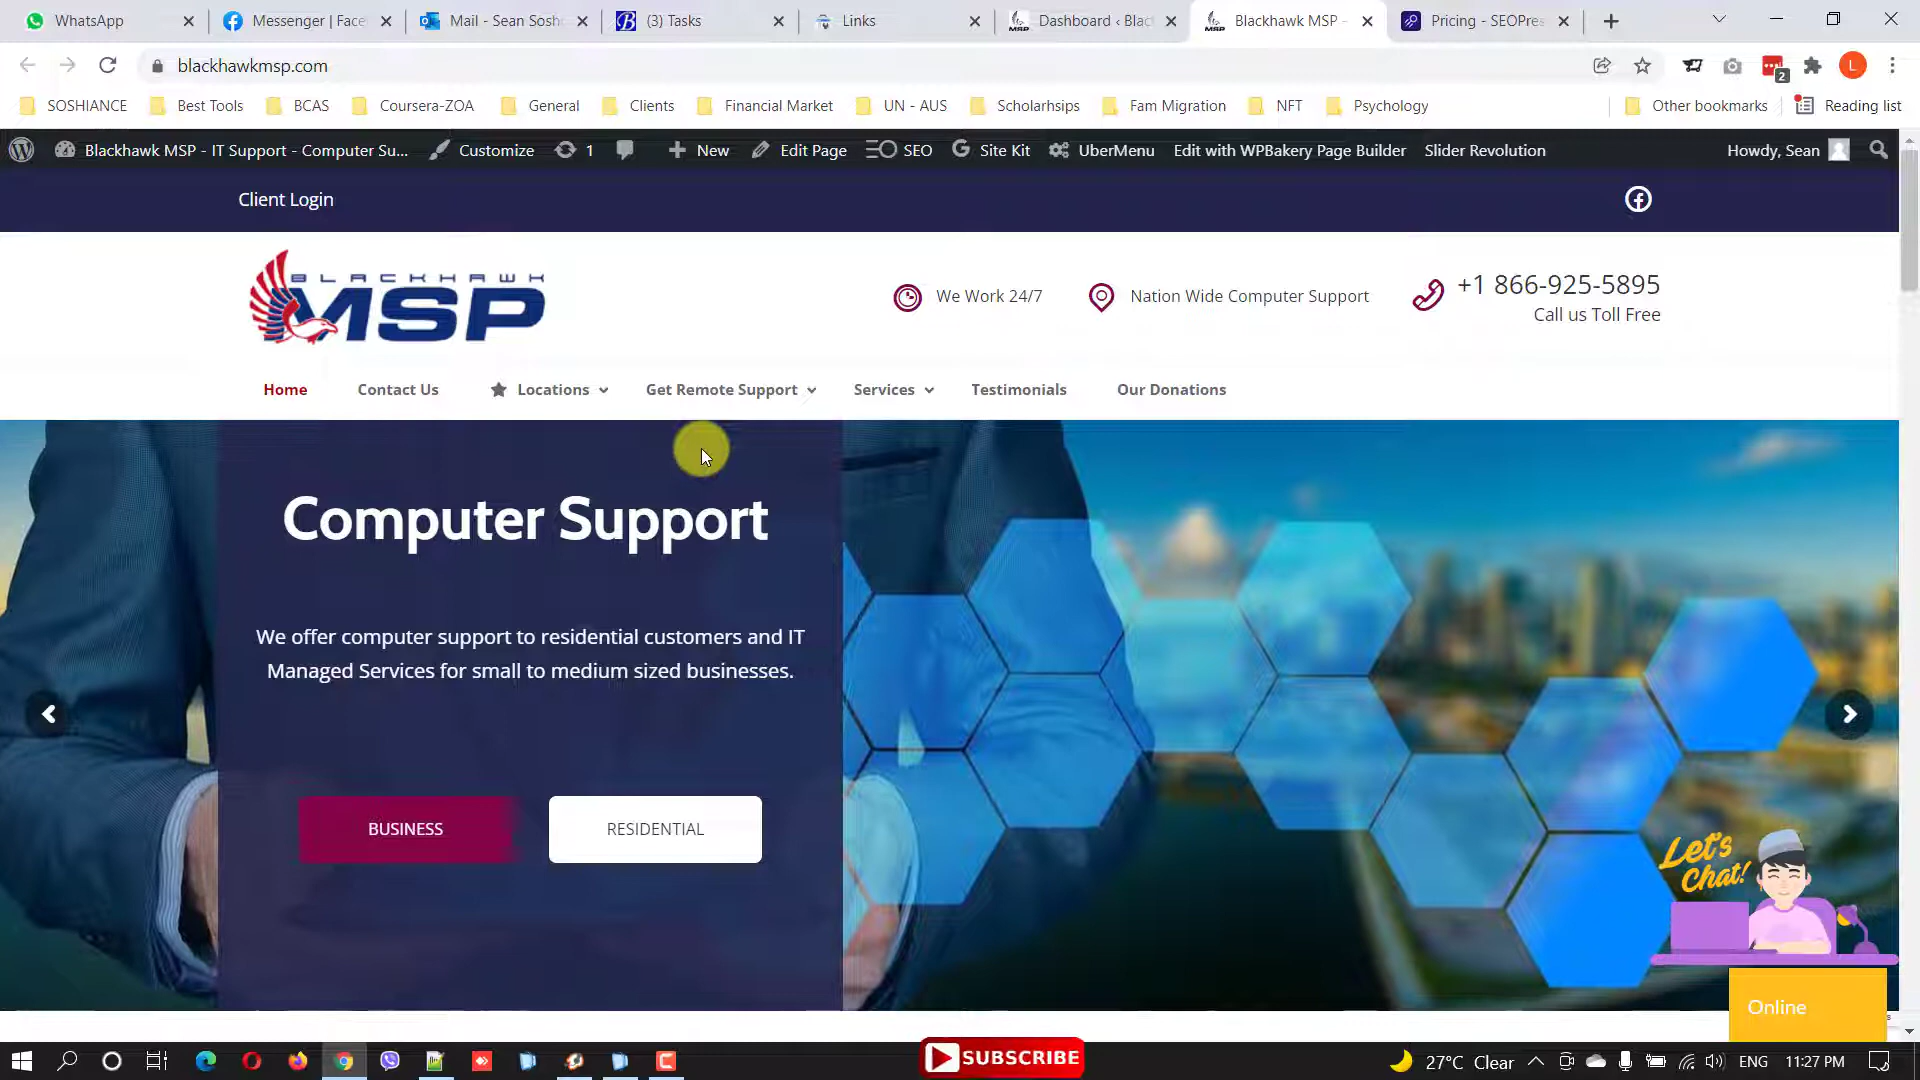 WhatsApp
Messenger | Face
Mail - Sean Sosh
(3) Tasks
Links
Dashboard ‹ Blac
Blackhawk MSP -
Pricing - SEOPres
blackhawkmsp.com
2
L
SOSHIANCE
Best Tools
BCAS
Coursera-ZOA
General
Clients
Financial Market
UN - AUS
Scholarhsips
Fam Migration
NFT
Psychology
Other bookmarks
Reading list
Blackhawk MSP - IT Support - Computer Su...
Customize
1
New
Edit Page
SEO
Site Kit
UberMenu
Edit with WPBakery Page Builder
Slider Revolution
Howdy, Sean
Client Login
BLACKHAWK
MSP
We Work 24/7
Nation Wide Computer Support
+1 866-925-5895
Call us Toll Free
Home
Contact Us
Locations
Get Remote Support
Services
Testimonials
Our Donations
Computer Support
We offer computer support to residential customers and IT
Managed Services for small to medium sized businesses.
BUSINESS
RESIDENTIAL
Let's
Chat!
Online
SUBSCRIBE
27°C Clear
ENG
11:27 PM